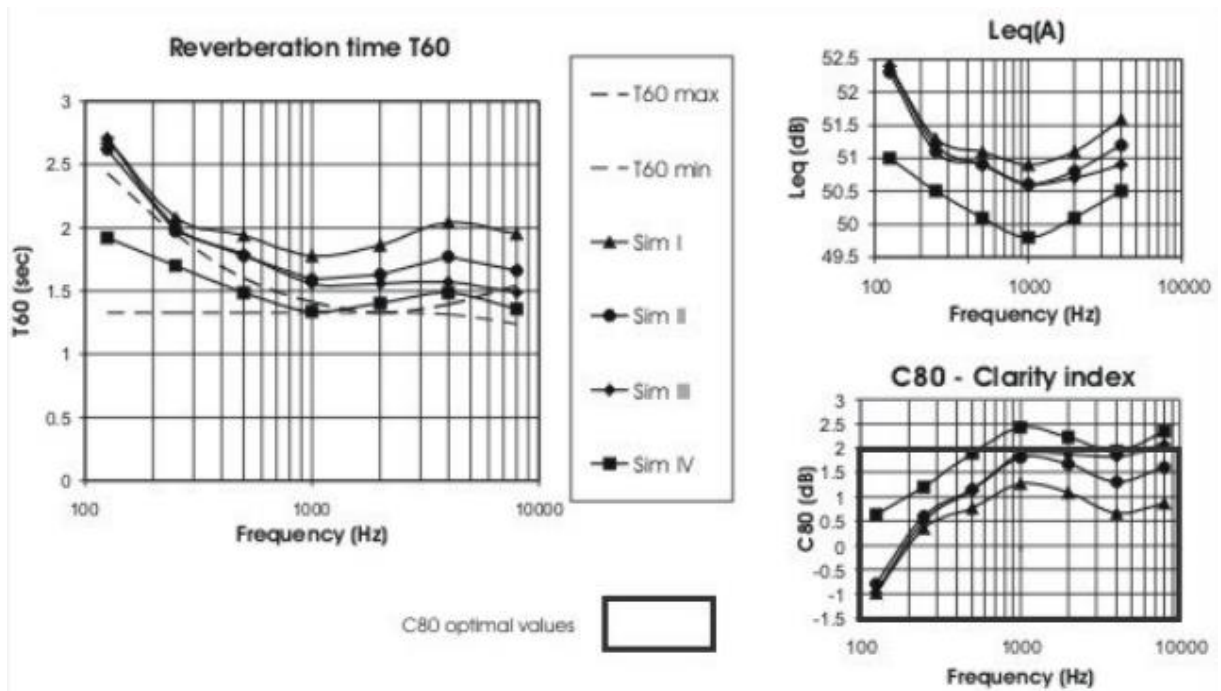 Reverberation time T60
3
2.5
2
1.5
1
0.5
0
T60 (sec)
100
1000
10000
Frequency (Hz)
T60 max
T60 min
Sim I
Sim II
Sim III
Sim IV
Leq(A)
52.5
52
51.5
51
50.5
50
49.5
Leq (dB)
100
1000
10000
Frequency (Hz)
C80 - Clarity index
3
2.5
2
1.5
1
0.5
0
-0.5
-1
-1.5
C80 (dB)
100
1000
10000
Frequency (Hz)
C80 optimal values